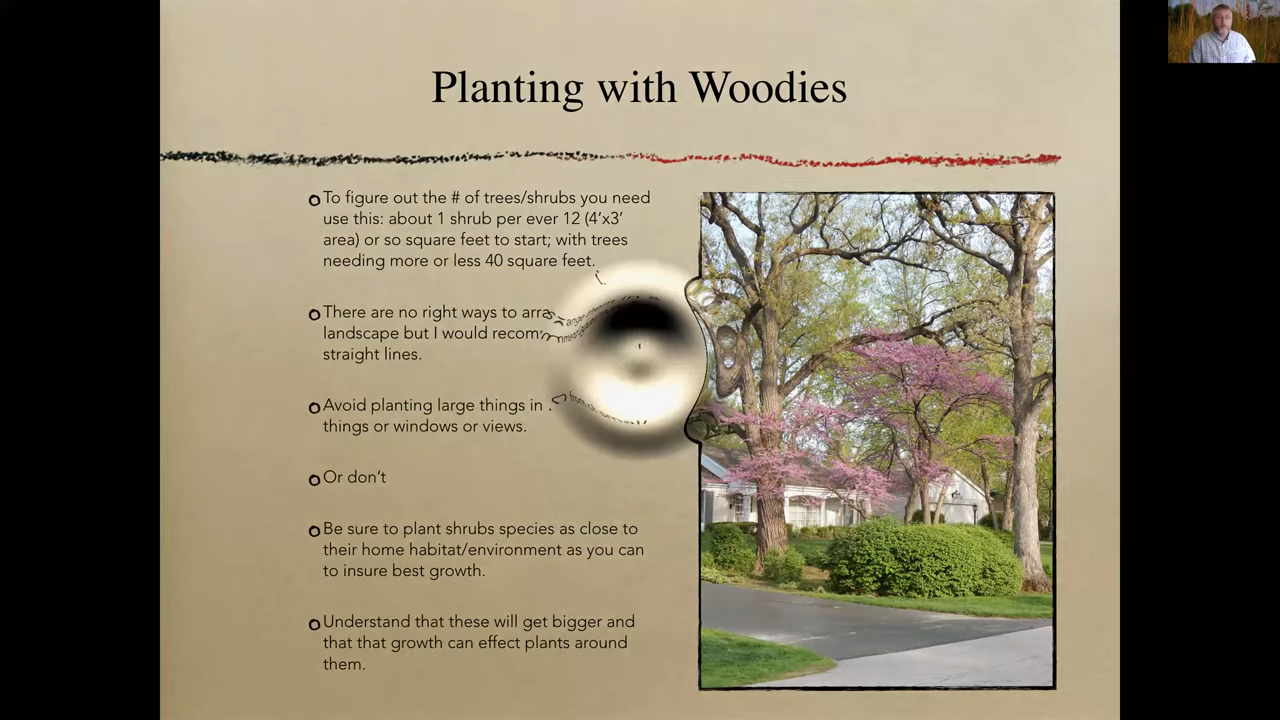 Planting with Woodies
To figure out the # of trees/shrubs you need
use this: about 1 shrub per ever 12 (4'x3'
area) or so square feet to start; with trees
needing more or less 40 square feet.
There are no right ways to
landscape but I would
straight lines.
Avoid planting large things in
things or windows or views.
Or don't
Be sure to plant shrubs species as close to
their home habitat/environment as you can
to insure best growth.
Understand that these will get bigger and
that that growth can effect plants around
them.